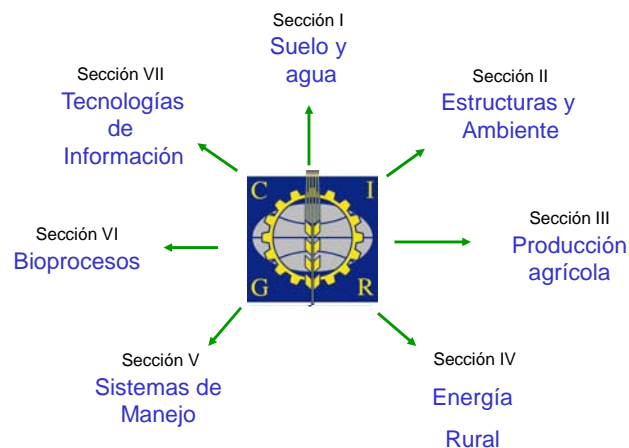 Sección I
Suelo y
agua
Sección VII
Tecnologías
de
Información
Sección II
Estructuras y
Ambiente
C I
G R
Sección III
Producción
agrícola
Sección VI
Bioprocesos
Sección V
Sistemas de
Manejo
Sección IV
Energía
Rural